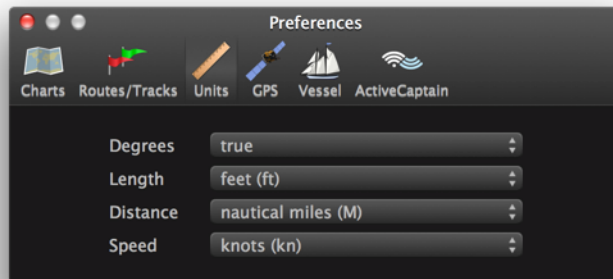 Preferences
Charts Routes/Tracks Units GPS Vessel ActiveCaptain
Degrees true
Length feet (ft)
Distance nautical miles (M)
Speed knots (kn)